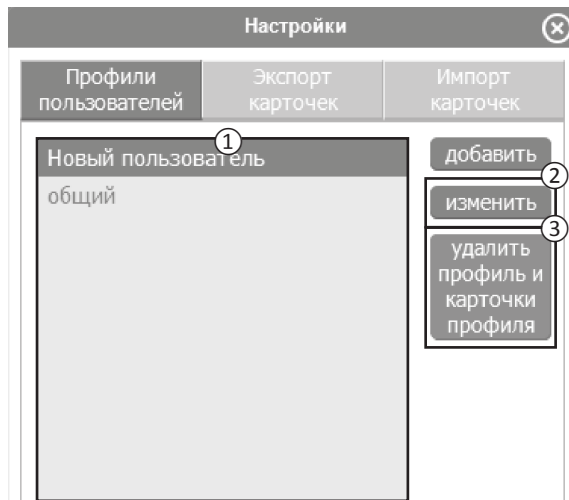 Настройки
Профили
пользователей
Экспорт
карточек
Импорт
карточек
1
Новый пользователь
общий
добавить
2
изменить
3
удалить
профиль и
карточки
профиля